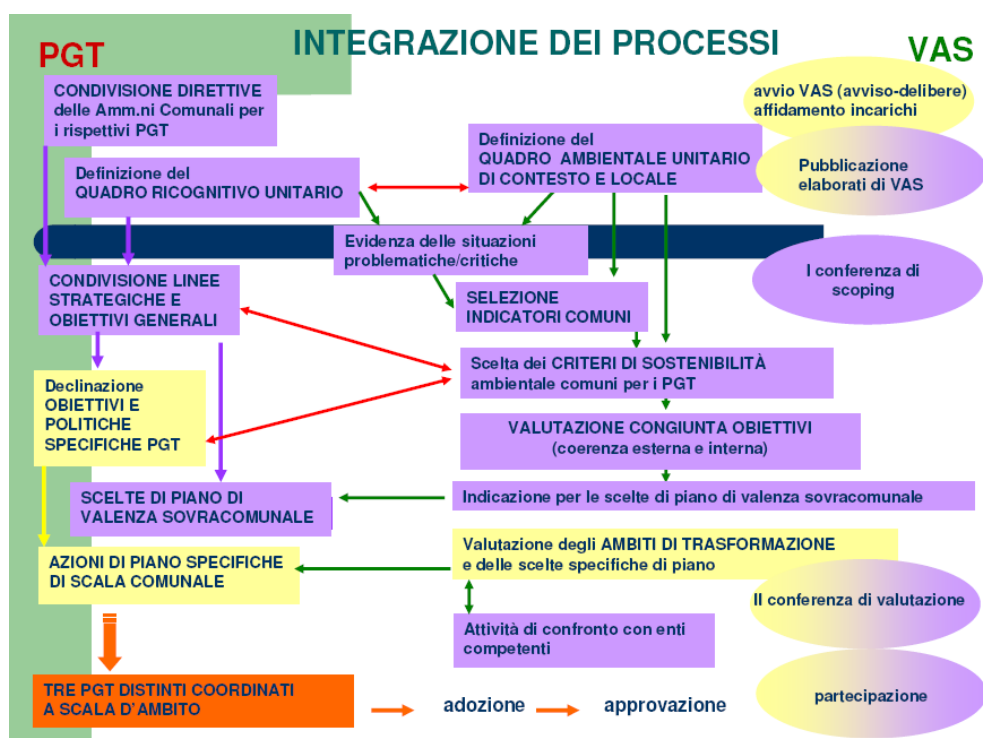 INTEGRAZIONE DEI PROCESSI
PGT
VAS
CONDIVISIONE DIRETTIVE
delle Amm.ni Comunali per
i rispettivi PGT
avvio VAS (avviso-delibere)
affidamento incarichi
Definizione del
QUADRO RICOGNITIVO UNITARIO
Definizione del
QUADRO AMBIENTALE UNITARIO
DI CONTESTO E LOCALE
Pubblicazione
elaborati di VAS
Evidenza delle situazioni
problematiche/critiche
I conferenza di
scoping
CONDIVISIONE LINEE
STRATEGICHE E
OBIETTIVI GENERALI
SELEZIONE
INDICATORI COMUNI
Scelta dei CRITERI DI SOSTENIBILITÀ
ambientale comuni per i PGT
Declinazione
OBIETTIVI E
POLITICHE
SPECIFICHE PGT
VALUTAZIONE CONGIUNTA OBIETTIVI
(coerenza esterna e interna)
SCELTE DI PIANO DI
VALENZA SOVRACOMUNALE
Indicazione per le scelte di piano di valenza sovracomunale
AZIONI DI PIANO SPECIFICHE
DI SCALA COMUNALE
Valutazione degli AMBITI DI TRASFORMAZIONE
e delle scelte specifiche di piano
II conferenza di valutazione
Attività di confronto con enti
competenti
TRE PGT DISTINTI COORDINATI
A SCALA D'AMBITO
adozione
approvazione
partecipazione